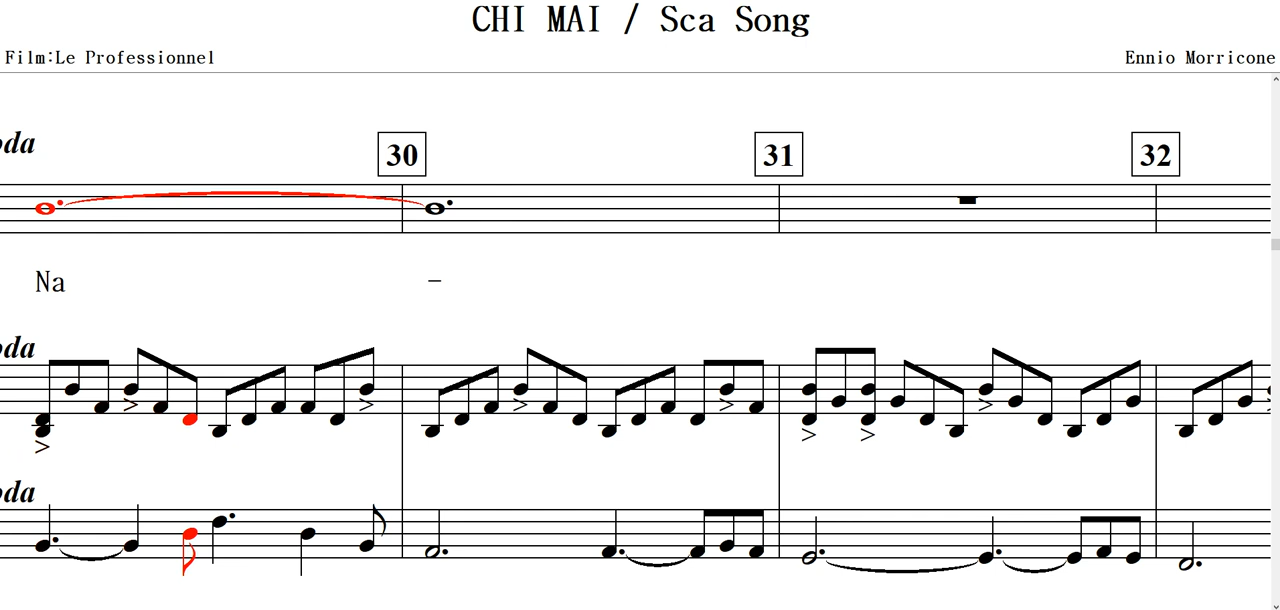 CHI MAI / Sca Song
Film:Le Professionnel
Ennio Morricone
oda
30
31
32
Na
-
oda
oda